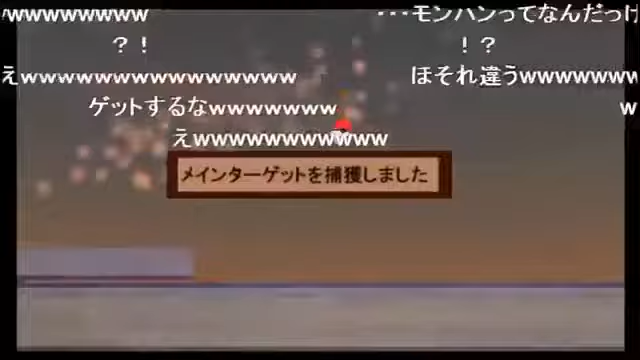 wwwwwwwww
･･･モンハンってなんだっけ
？！
！？
えwwwwwwwwwwwwwwww
ほそれ違うwwwwwww
ゲットするなwwwwwww
w
えwwwwwwwwwwww
メインターゲットを捕獲しました